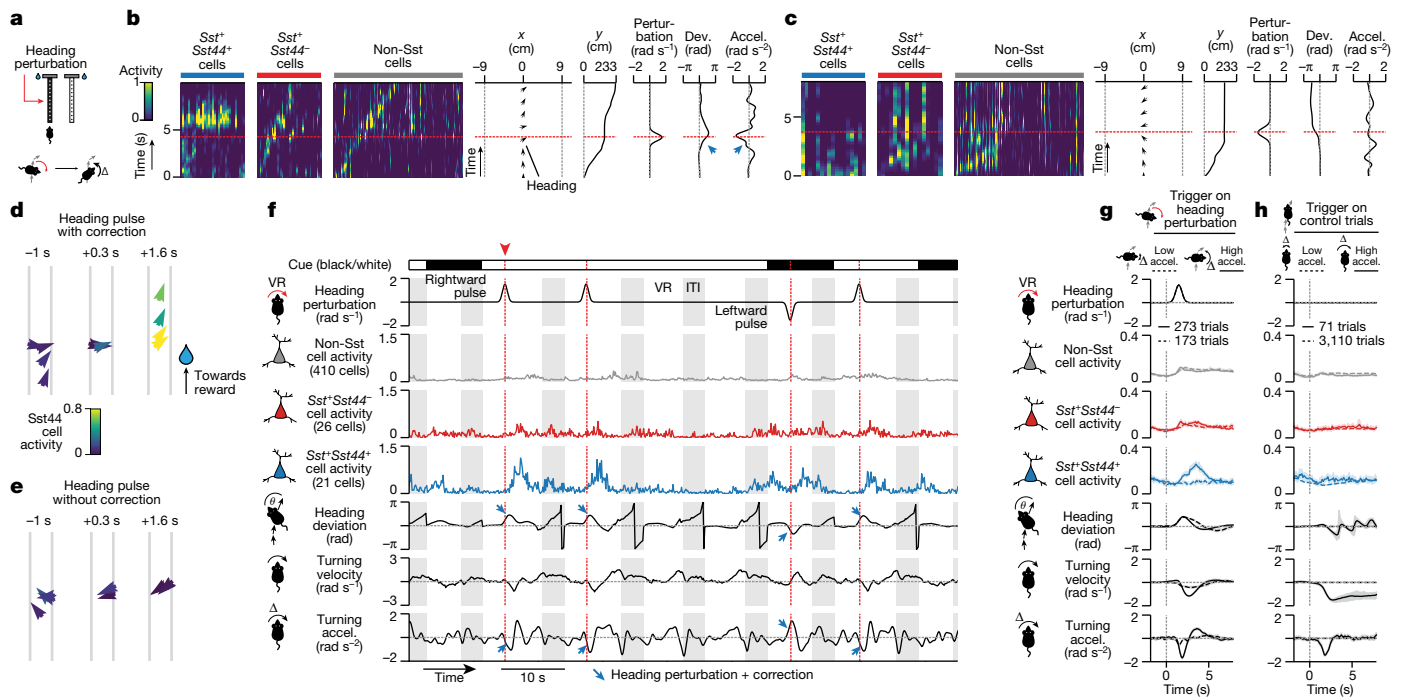 a
Heading
perturbation
b
Activity
1
0
5
0
Time (s)
Sst+
Sst44+
cells
Sst+
Sst44−
cells
Non-Sst
cells
x
(cm)
−9 0 9
y
(cm)
0 233
Pertur-
bation
(rad s−1)
−2 2
Dev.
(rad)
−π π
Accel.
(rad s−2)
−2 2
Time
Heading
c
Sst+
Sst44+
cells
Sst+
Sst44−
cells
Non-Sst
cells
5
0
x
(cm)
−9 0 9
y
(cm)
0 233
Pertur-
bation
(rad s−1)
−2 2
Dev.
(rad)
−π π
Accel.
(rad s−2)
−2 2
Time
Δ
d
Heading pulse
with correction
−1 s +0.3 s +1.6 s
Towards
reward
Sst44
cell
activity
0.8
0
e
Heading pulse
without correction
−1 s +0.3 s +1.6 s
f
Cue (black/white)
VR
Heading
perturbation
(rad s−1)
2
−2
Rightward
pulse
VR ITI
Leftward
pulse
Non-Sst
cell activity
(410 cells)
1.5
0
Sst+Sst44−
cell activity
(26 cells)
1.5
0
Sst+Sst44+
cell activity
(21 cells)
1.5
0
θ
Heading
deviation
(rad)
π
−π
Turning
velocity
(rad s−1)
3
−3
Δ
Turning
accel.
(rad s−2)
2
−2
Time
10 s
Heading perturbation + correction
g
Trigger on
heading
perturbation
Δ
Low
accel.
Δ
High
accel.
VR
Heading
perturbation
(rad s−1)
2
−2
273 trials
173 trials
Non-Sst
cell activity
0.4
0
Sst+Sst44−
cell activity
0.4
0
Sst+Sst44+
cell activity
0.4
0
θ
Heading
deviation
(rad)
π
−π
Turning
velocity
(rad s−1)
2
−2
Δ
Turning
accel.
(rad s−2)
2
−2
0 5
Time (s)
h
Trigger on
control trials
Δ
Low
accel.
Δ
High
accel.
2
−2
71 trials
3,110 trials
0.4
0
0.4
0
0.4
0
π
−π
2
−2
2
−2
0 5
Time (s)